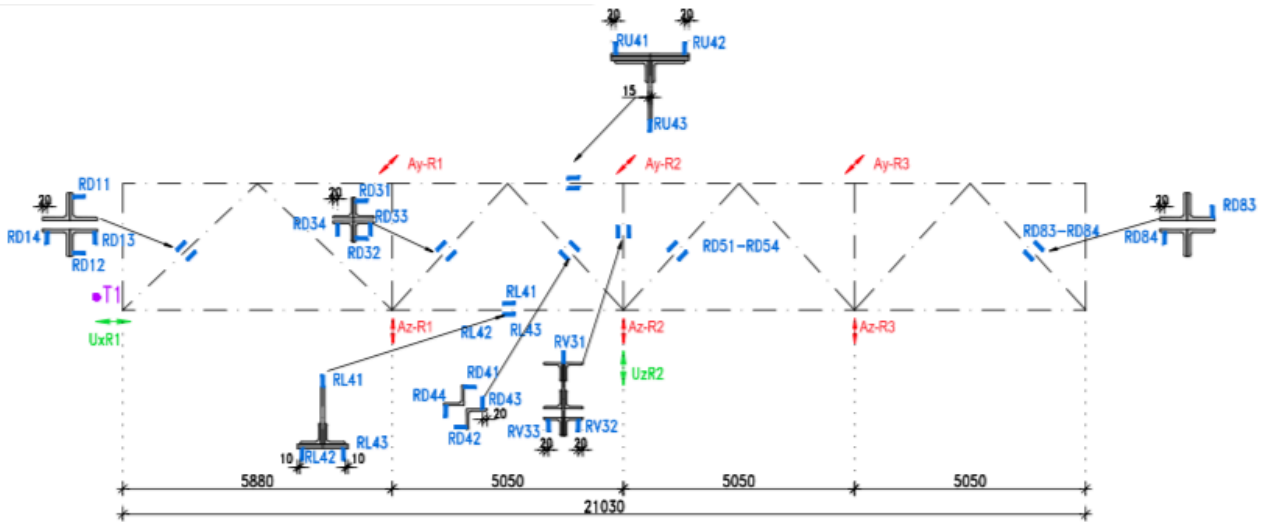 20 20
RU41 RU42
15
RU43
Ay-R1 Ay-R2 Ay-R3
RD11
20
RD14 RD13
RD12
RD31
20
RD34 RD33
RD32
RD51-RD54
RD83-RD84
20
RD83
RD84
T1
UxR1
RL41
RL42 RL43
Az-R1 Az-R2 Az-R3
UzR2
RL41
RL43
10 RL42 10
RD41
RD44 RD43
20
RD42
RV31
RV33 RV32
20 20
5880 5050 5050 5050
21030